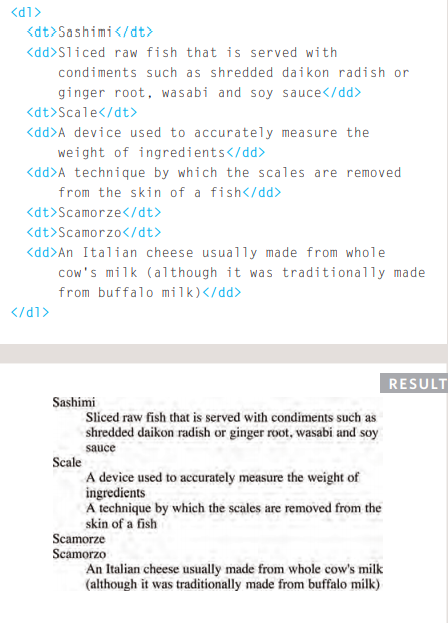 <dl>
<dt>Sashimi</dt>
<dd>Sliced raw fish that is served with
condiments such as shredded daikon radish or
ginger root, wasabi and soy sauce</dd>
<dt>Scale</dt>
<dd>A device used to accurately measure the
weight of ingredients</dd>
<dd>A technique by which the scales are removed
from the skin of a fish</dd>
<dt>Scamorze</dt>
<dt>Scamorzo</dt>
<dd>An Italian cheese usually made from whole
cow's milk (although it was traditionally made
from buffalo milk)</dd>
</dl>
RESULT
Sashimi
Sliced raw fish that is served with condiments such as
shredded daikon radish or ginger root, wasabi and soy
sauce
Scale
A device used to accurately measure the weight of
ingredients
A technique by which the scales are removed from the
skin of a fish
Scamorze
Scamorzo
An Italian cheese usually made from whole cow's milk
(although it was traditionally made from buffalo milk)